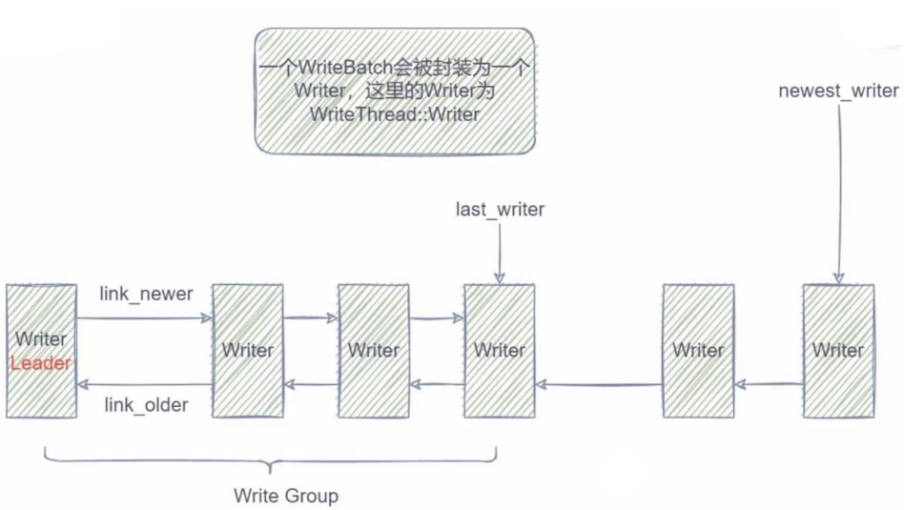 一个WriteBatch会被封装为一个
Writer，这里的Writer为
WriteThread::Writer
newest_writer
last_writer
link_newer
Writer
Leader
Writer
Writer
Writer
Writer
Writer
link_older
Write Group